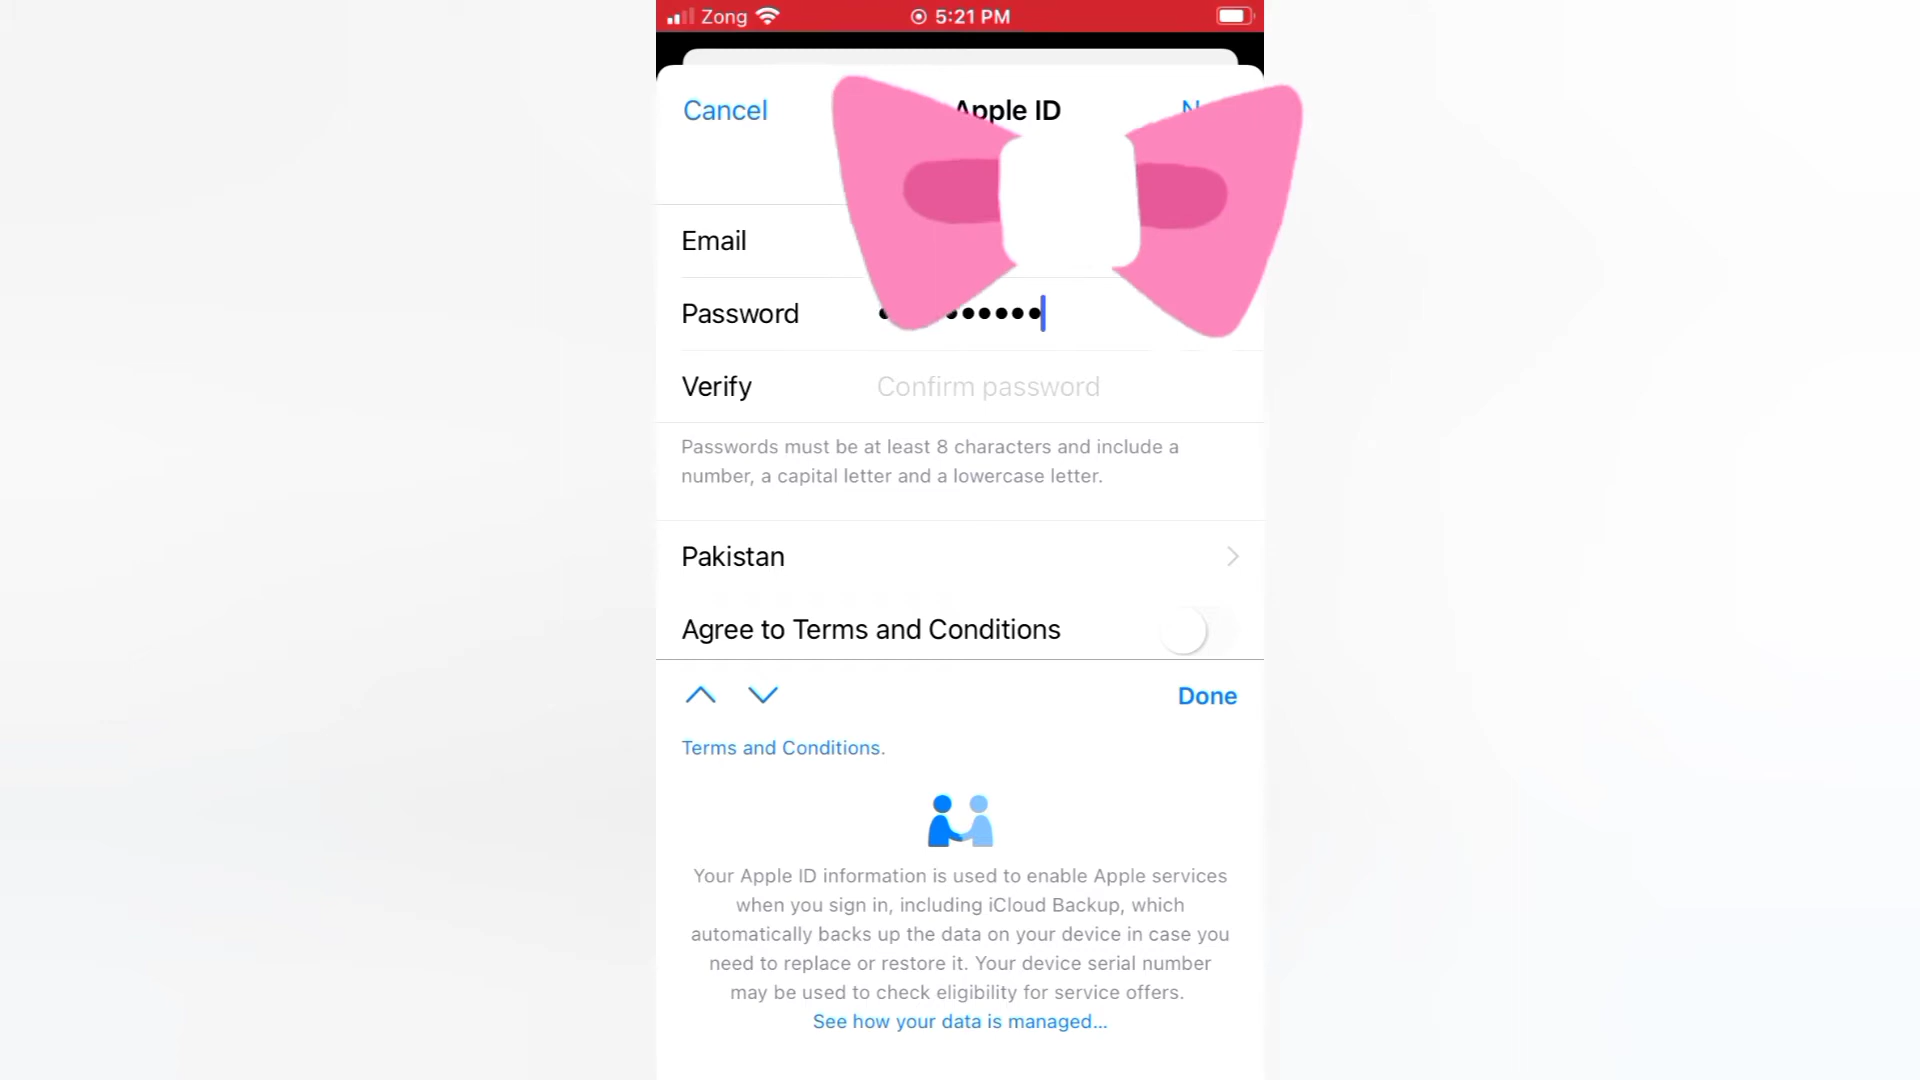 Zong 5:21 PM
Cancel Apple ID
Email
Password
Verify Confirm password
Passwords must be at least 8 characters and include a
number, a capital letter and a lowercase letter.
Pakistan
Agree to Terms and Conditions
Done
Terms and Conditions.
Your Apple ID information is used to enable Apple services
when you sign in, including iCloud Backup, which
automatically backs up the data on your device in case you
need to replace or restore it. Your device serial number
may be used to check eligibility for service offers.
See how your data is managed...